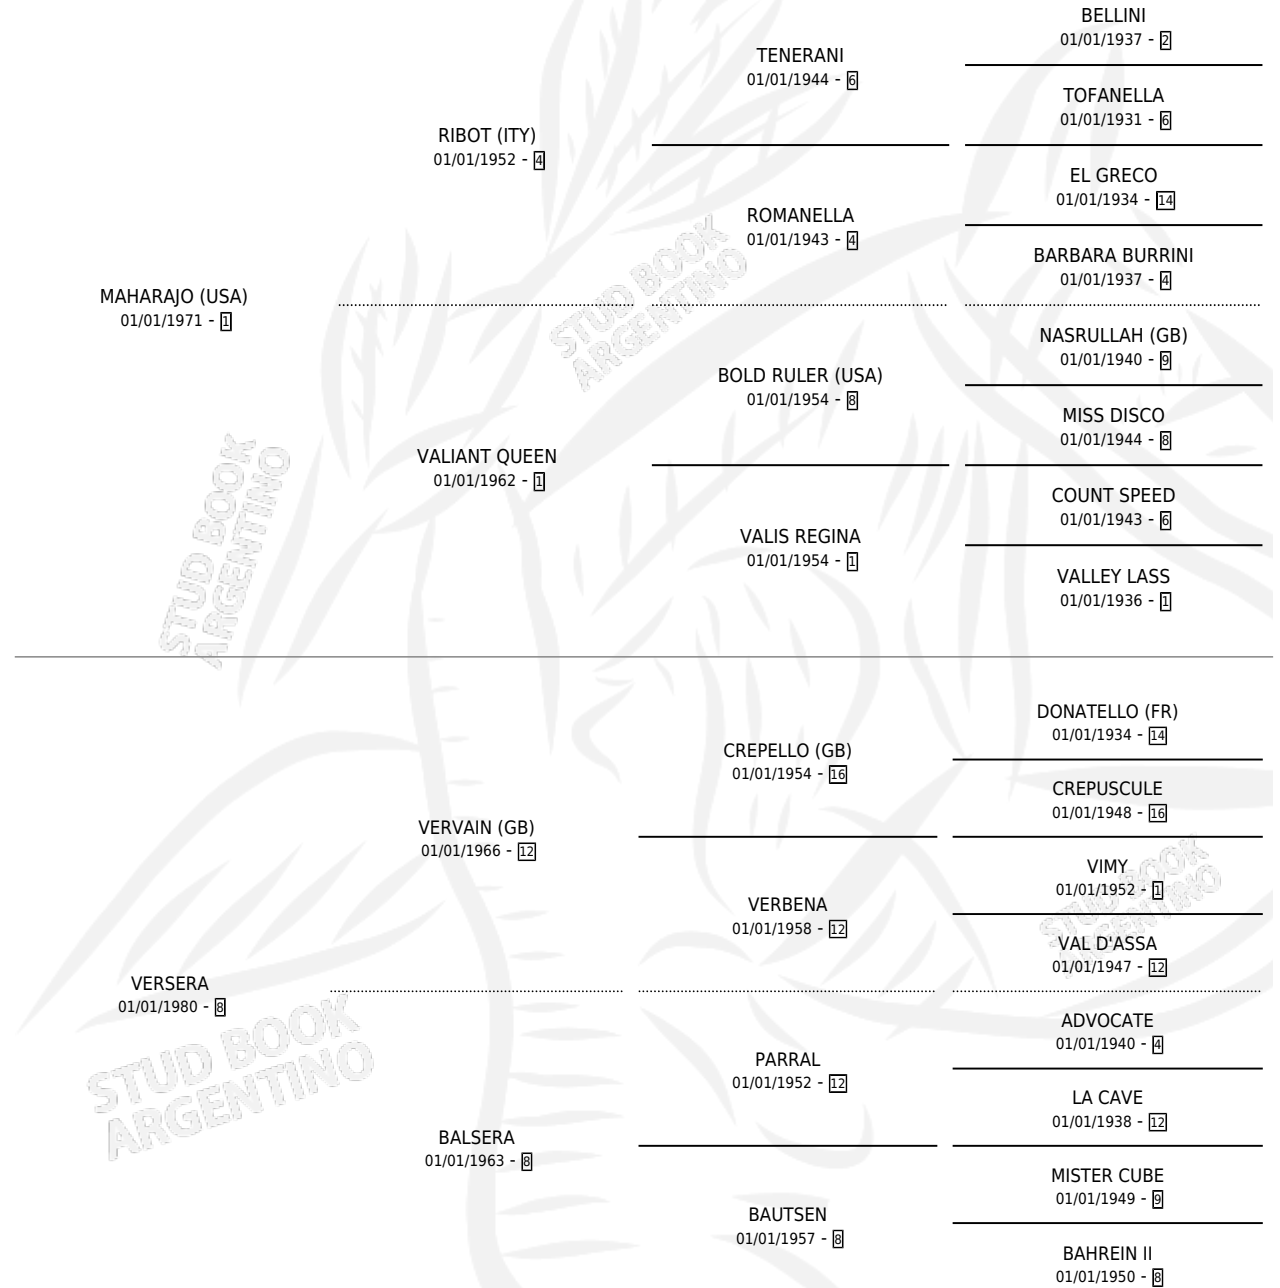 BELLINI
01/01/1937 - 2
TENERANI
01/01/1944 - 6
TOFANELLA
01/01/1931 - 6
RIBOT (ITY)
01/01/1952 - 4
EL GRECO
01/01/1934 - 14
ROMANELLA
01/01/1943 - 4
BARBARA BURRINI
01/01/1937 - 4
MAHARAJO (USA)
01/01/1971 - 1
STUD BOOK
ARGENTINO
NASRULLAH (GB)
01/01/1940 - 9
BOLD RULER (USA)
01/01/1954 - 8
MISS DISCO
01/01/1944 - 8
VALIANT QUEEN
01/01/1962 - 1
COUNT SPEED
01/01/1943 - 6
VALIS REGINA
01/01/1954 - 1
VALLEY LASS
01/01/1936 - 1
STUD BOOK
ARGENTINO
DONATELLO (FR)
01/01/1934 - 14
CREPELLO (GB)
01/01/1954 - 16
CREPUSCULE
01/01/1948 - 16
VERVAIN (GB)
01/01/1966 - 12
VIMY
01/01/1952 - 1
VERBENA
01/01/1958 - 12
VAL D'ASSA
01/01/1947 - 12
STUD BOOK
ARGENTINO
VERSERA
01/01/1980 - 8
ADVOCATE
01/01/1940 - 4
PARRAL
01/01/1952 - 12
LA CAVE
01/01/1938 - 12
STUD BOOK
ARGENTINO
BALSERA
01/01/1963 - 8
MISTER CUBE
01/01/1949 - 9
BAUTSEN
01/01/1957 - 8
BAHREIN II
01/01/1950 - 8